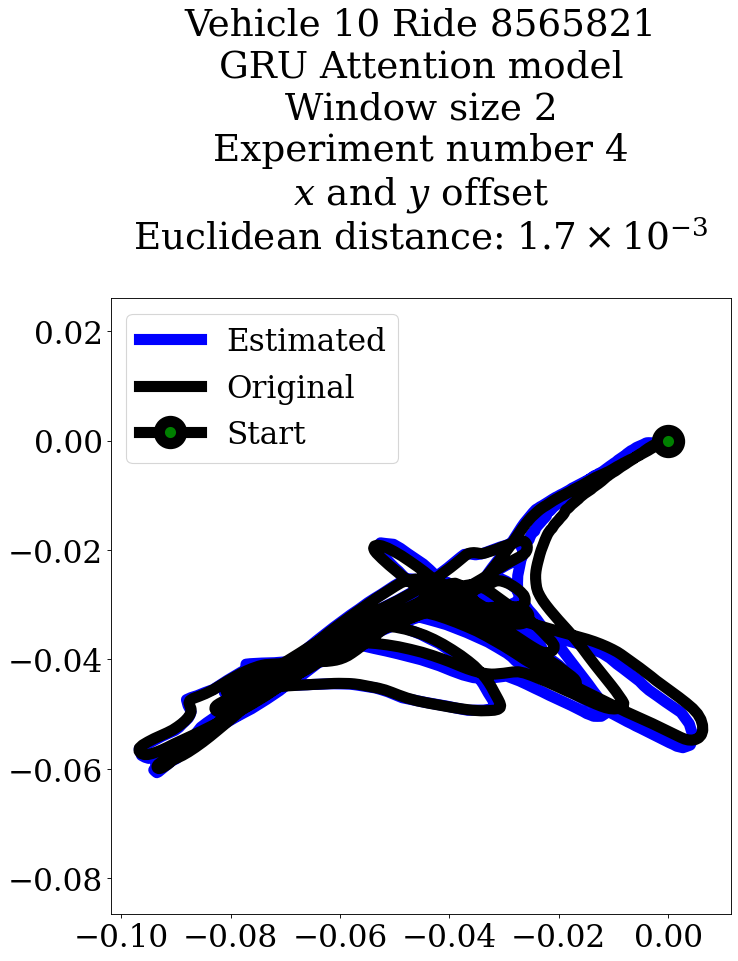 Vehicle 10 Ride 8565821
GRU Attention model
Window size 2
Experiment number 4
x and y offset
Euclidean distance: 1.7 × 10⁻³
Estimated
Original
Start
0.02
0.00
−0.02
−0.04
−0.06
−0.08
−0.10 −0.08 −0.06 −0.04 −0.02 0.00